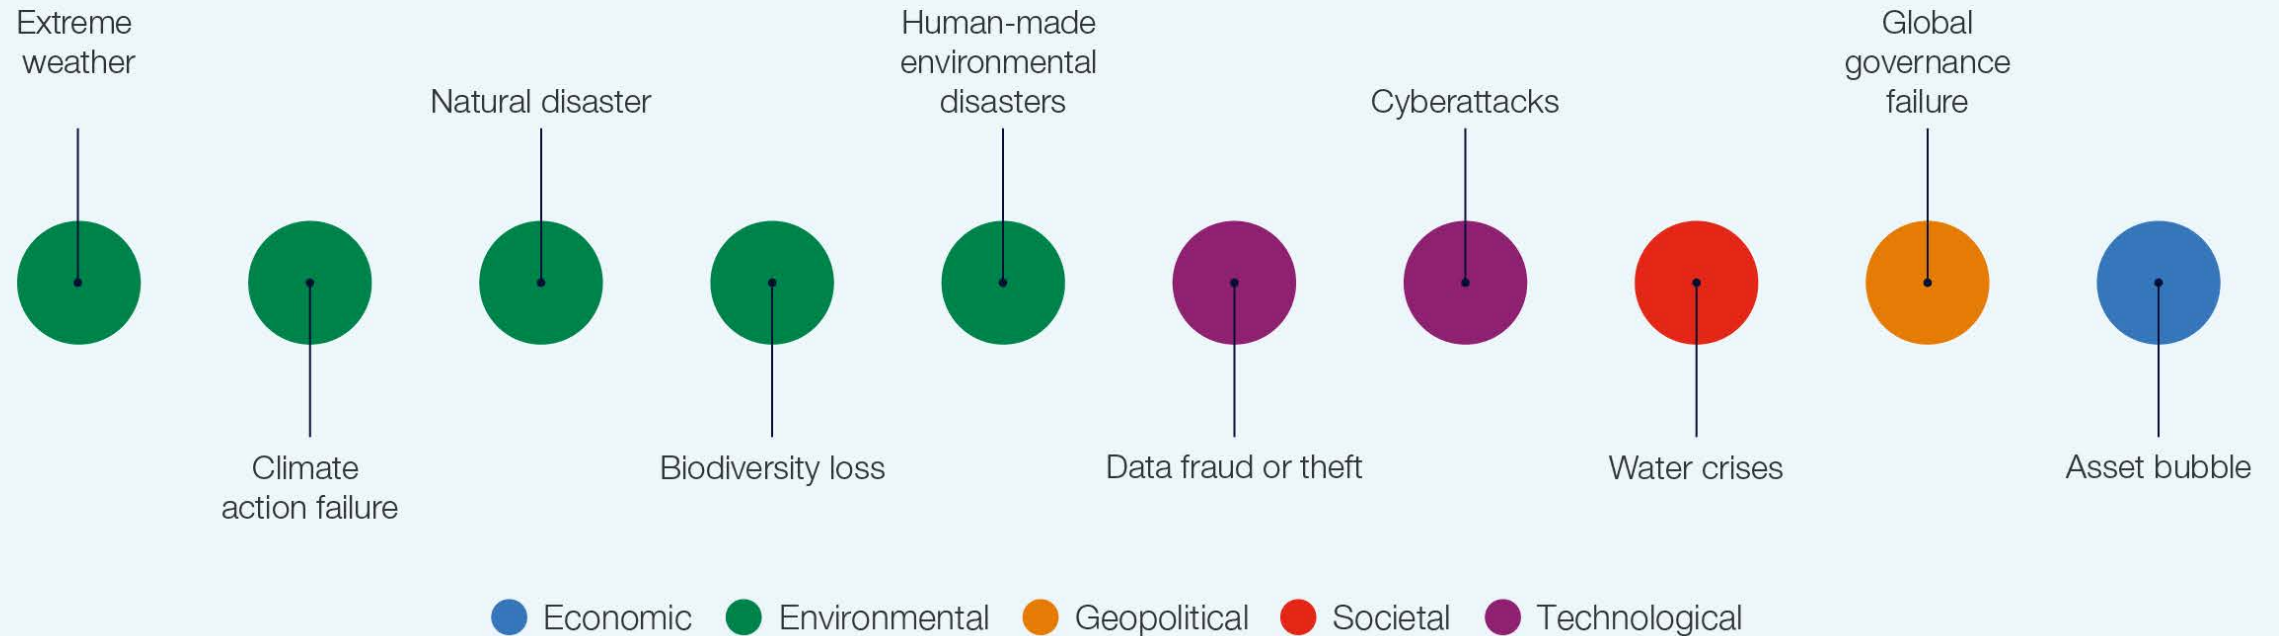 Extreme
weather
Climate
action failure
Natural disaster
Biodiversity loss
Human-made
environmental
disasters
Data fraud or theft
Cyberattacks
Water crises
Global
governance
failure
Asset bubble
Economic
Environmental
Geopolitical
Societal
Technological